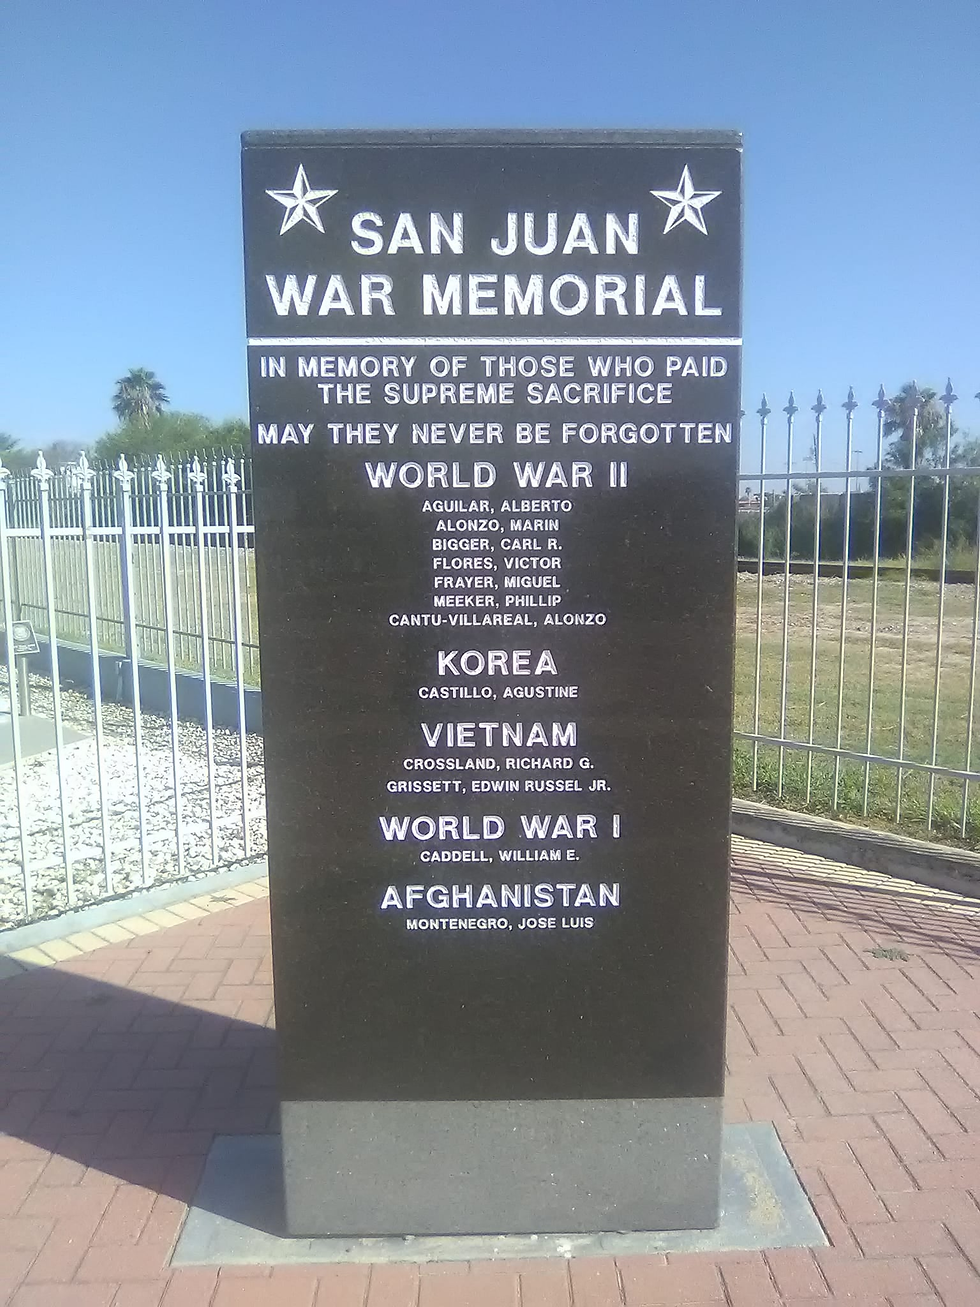 SAN JUAN
WAR MEMORIAL
IN MEMORY OF THOSE WHO PAID
THE SUPREME SACRIFICE
MAY THEY NEVER BE FORGOTTEN
WORLD WAR II
AGUILAR, ALBERTO
ALONZO, MARIN
BIGGER, CARL R.
FLORES, VICTOR
FRAYER, MIGUEL
MEEKER, PHILLIP
CANTU-VILLAREAL, ALONZO
KOREA
CASTILLO, AGUSTINE
VIETNAM
CROSSLAND, RICHARD G.
GRISSETT, EDWIN RUSSEL JR.
WORLD WAR I
CADDELL, WILLIAM E.
AFGHANISTAN
MONTENEGRO, JOSE LUIS